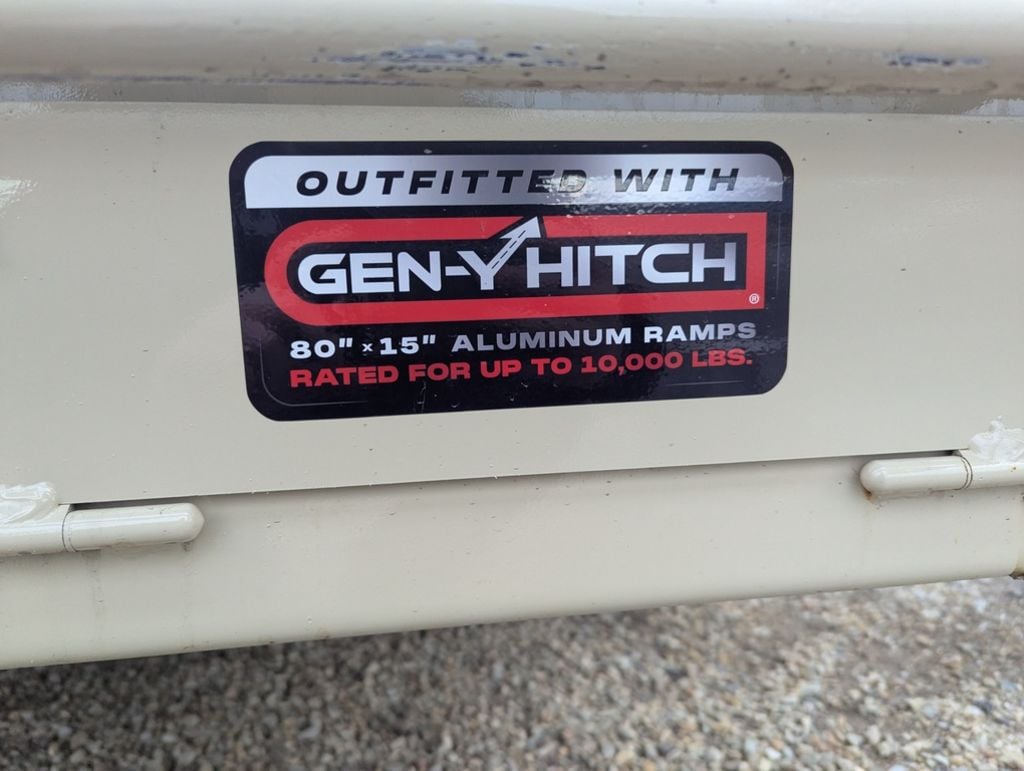 OUTFITTED WITH
GEN-Y HITCH
®
80" x 15" ALUMINUM RAMPS
RATED FOR UP TO 10,000 LBS.